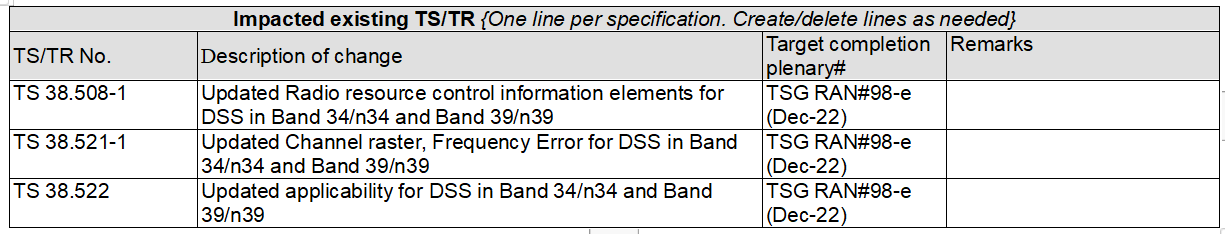 Impacted existing TS/TR {One line per specification. Create/delete lines as needed}
TS/TR No.
Description of change
Target completion
plenary#
Remarks
TS 38.508-1
Updated Radio resource control information elements for
DSS in Band 34/n34 and Band 39/n39
TSG RAN#98-e
(Dec-22)
TS 38.521-1
Updated Channel raster, Frequency Error for DSS in Band
34/n34 and Band 39/n39
TSG RAN#98-e
(Dec-22)
TS 38.522
Updated applicability for DSS in Band 34/n34 and Band
39/n39
TSG RAN#98-e
(Dec-22)